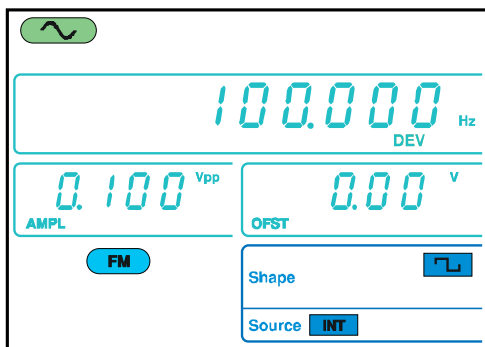 100.000 Hz
DEV
0.100 Vpp
AMPL
0.00 V
OFST
FM
Shape
Source INT